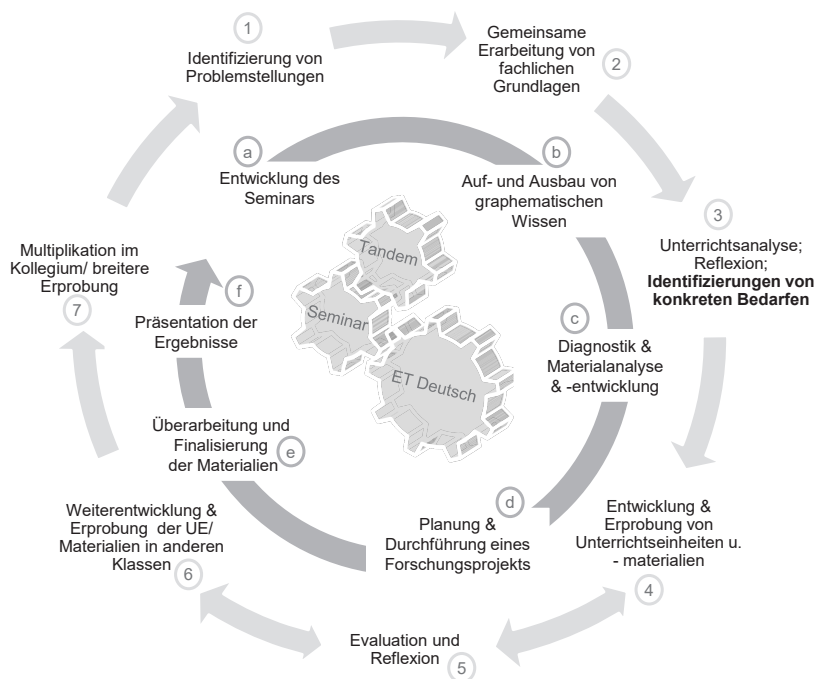 1
Identifizierung von
Problemstellungen
Gemeinsame
Erarbeitung von
fachlichen
Grundlagen
2
3
Unterrichtsanalyse;
Reflexion;
Identifizierungen von
konkreten Bedarfen
Entwicklung &
Erprobung von
Unterrichtseinheiten u.
- materialien
4
Evaluation und
Reflexion
5
Weiterentwicklung &
Erprobung der UE/
Materialien in anderen
Klassen
6
Multiplikation im
Kollegium/ breitere
Erprobung
7
a
Entwicklung des
Seminars
b
Auf- und Ausbau von
graphematischen
Wissen
c
Diagnostik &
Materialanalyse
& -entwicklung
d
Planung &
Durchführung eines
Forschungsprojekts
Überarbeitung und
Finalisierung
der Materialien
e
f
Präsentation der
Ergebnisse
Tandem
Seminar
ET Deutsch